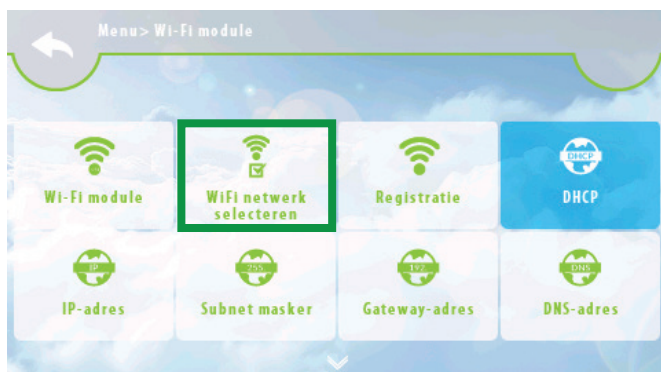 Menu> Wi-Fi module
Wi-Fi module
WiFi netwerk
selecteren
Registratie
DHCP
DHCP
IP
IP-adres
255
Subnet masker
192
Gateway-adres
DNS
DNS-adres